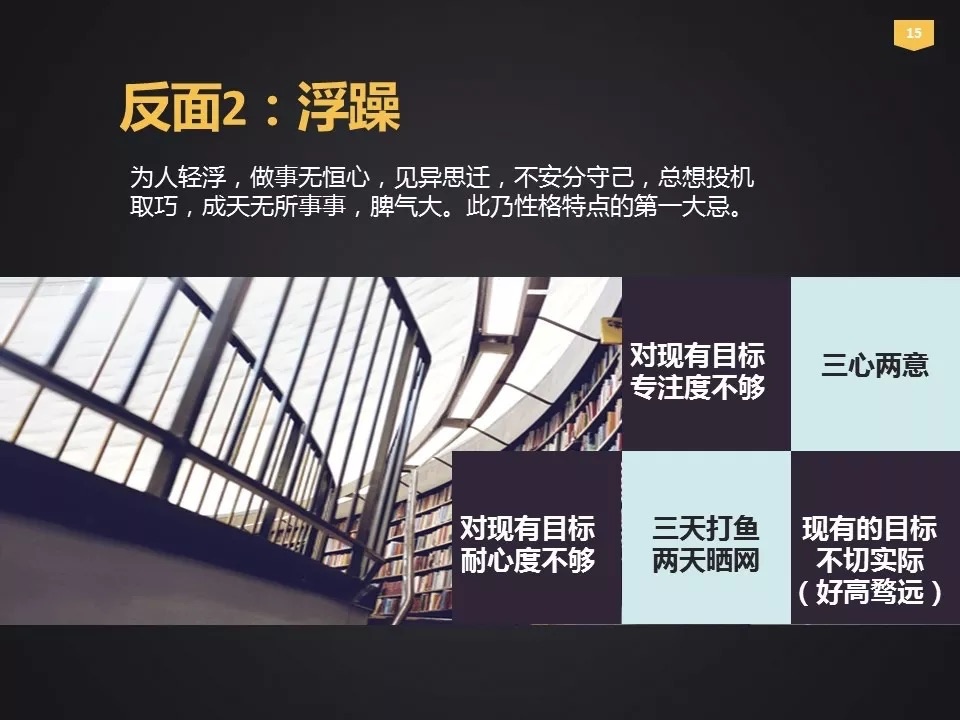 15
反面2：浮躁
为人轻浮，做事无恒心，见异思迁，不安分守己，总想投机
取巧，成天无所事事，脾气大。此乃性格特点的第一大忌。
对现有目标
专注度不够
三心两意
对现有目标
耐心度不够
三天打鱼
两天晒网
现有的目标
不切实际
（好高骛远）